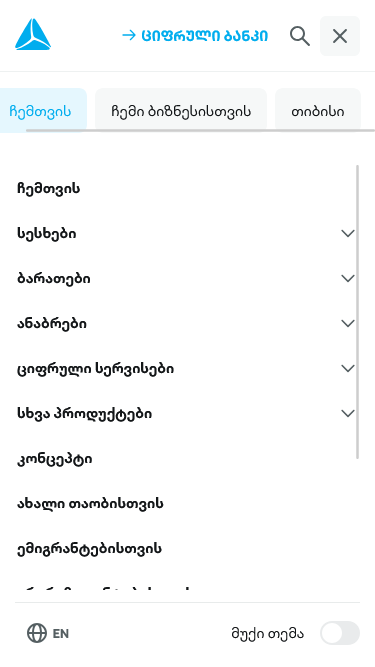 → ციფრული ბანკი
ჩემთვის
ჩემი ბიზნესისთვის
თიბისი
ჩემთვის
სესხები
ბარათები
ანაბრები
ციფრული სერვისები
სხვა პროდუქტები
კონცეპტი
ახალი თაობისთვის
ემიგრანტებისთვის
EN
მუქი თემა